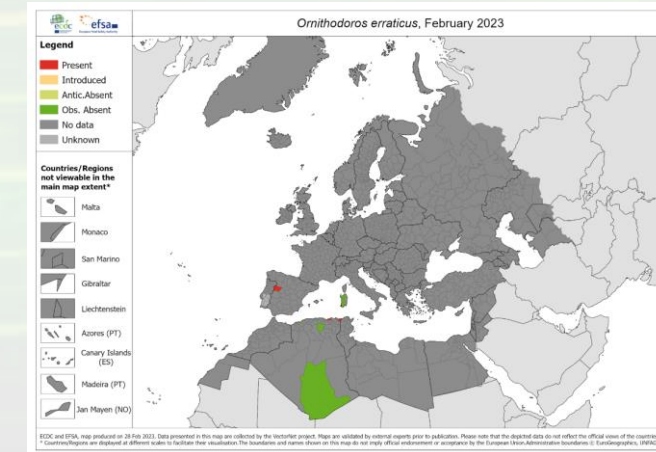 ecdc efsa
Ornithodoros erraticus, February 2023
Legend
Present
Introduced
Antic.Absent
Obs. Absent
No data
Unknown
Countries/Regions
not viewable in the
main map extent*
Malta
Monaco
San Marino
Gibraltar
Liechtenstein
Azores (PT)
Canary Islands
(ES)
Madeira (PT)
Jan Mayen (NO)
ECDC and EFSA, map produced on 28 Feb 2023. Data presented in this map are collected by the VectorNet project. Maps are validated by external experts prior to publication. Please note that the depicted data do not reflect the official views of the countries
* Countries/Regions are displayed at different scales to facilitate their visualisation. The boundaries and names shown on this map do not imply official endorsement or acceptance by the European Union. Administrative boundaries © EuroGeographics, UNFAO